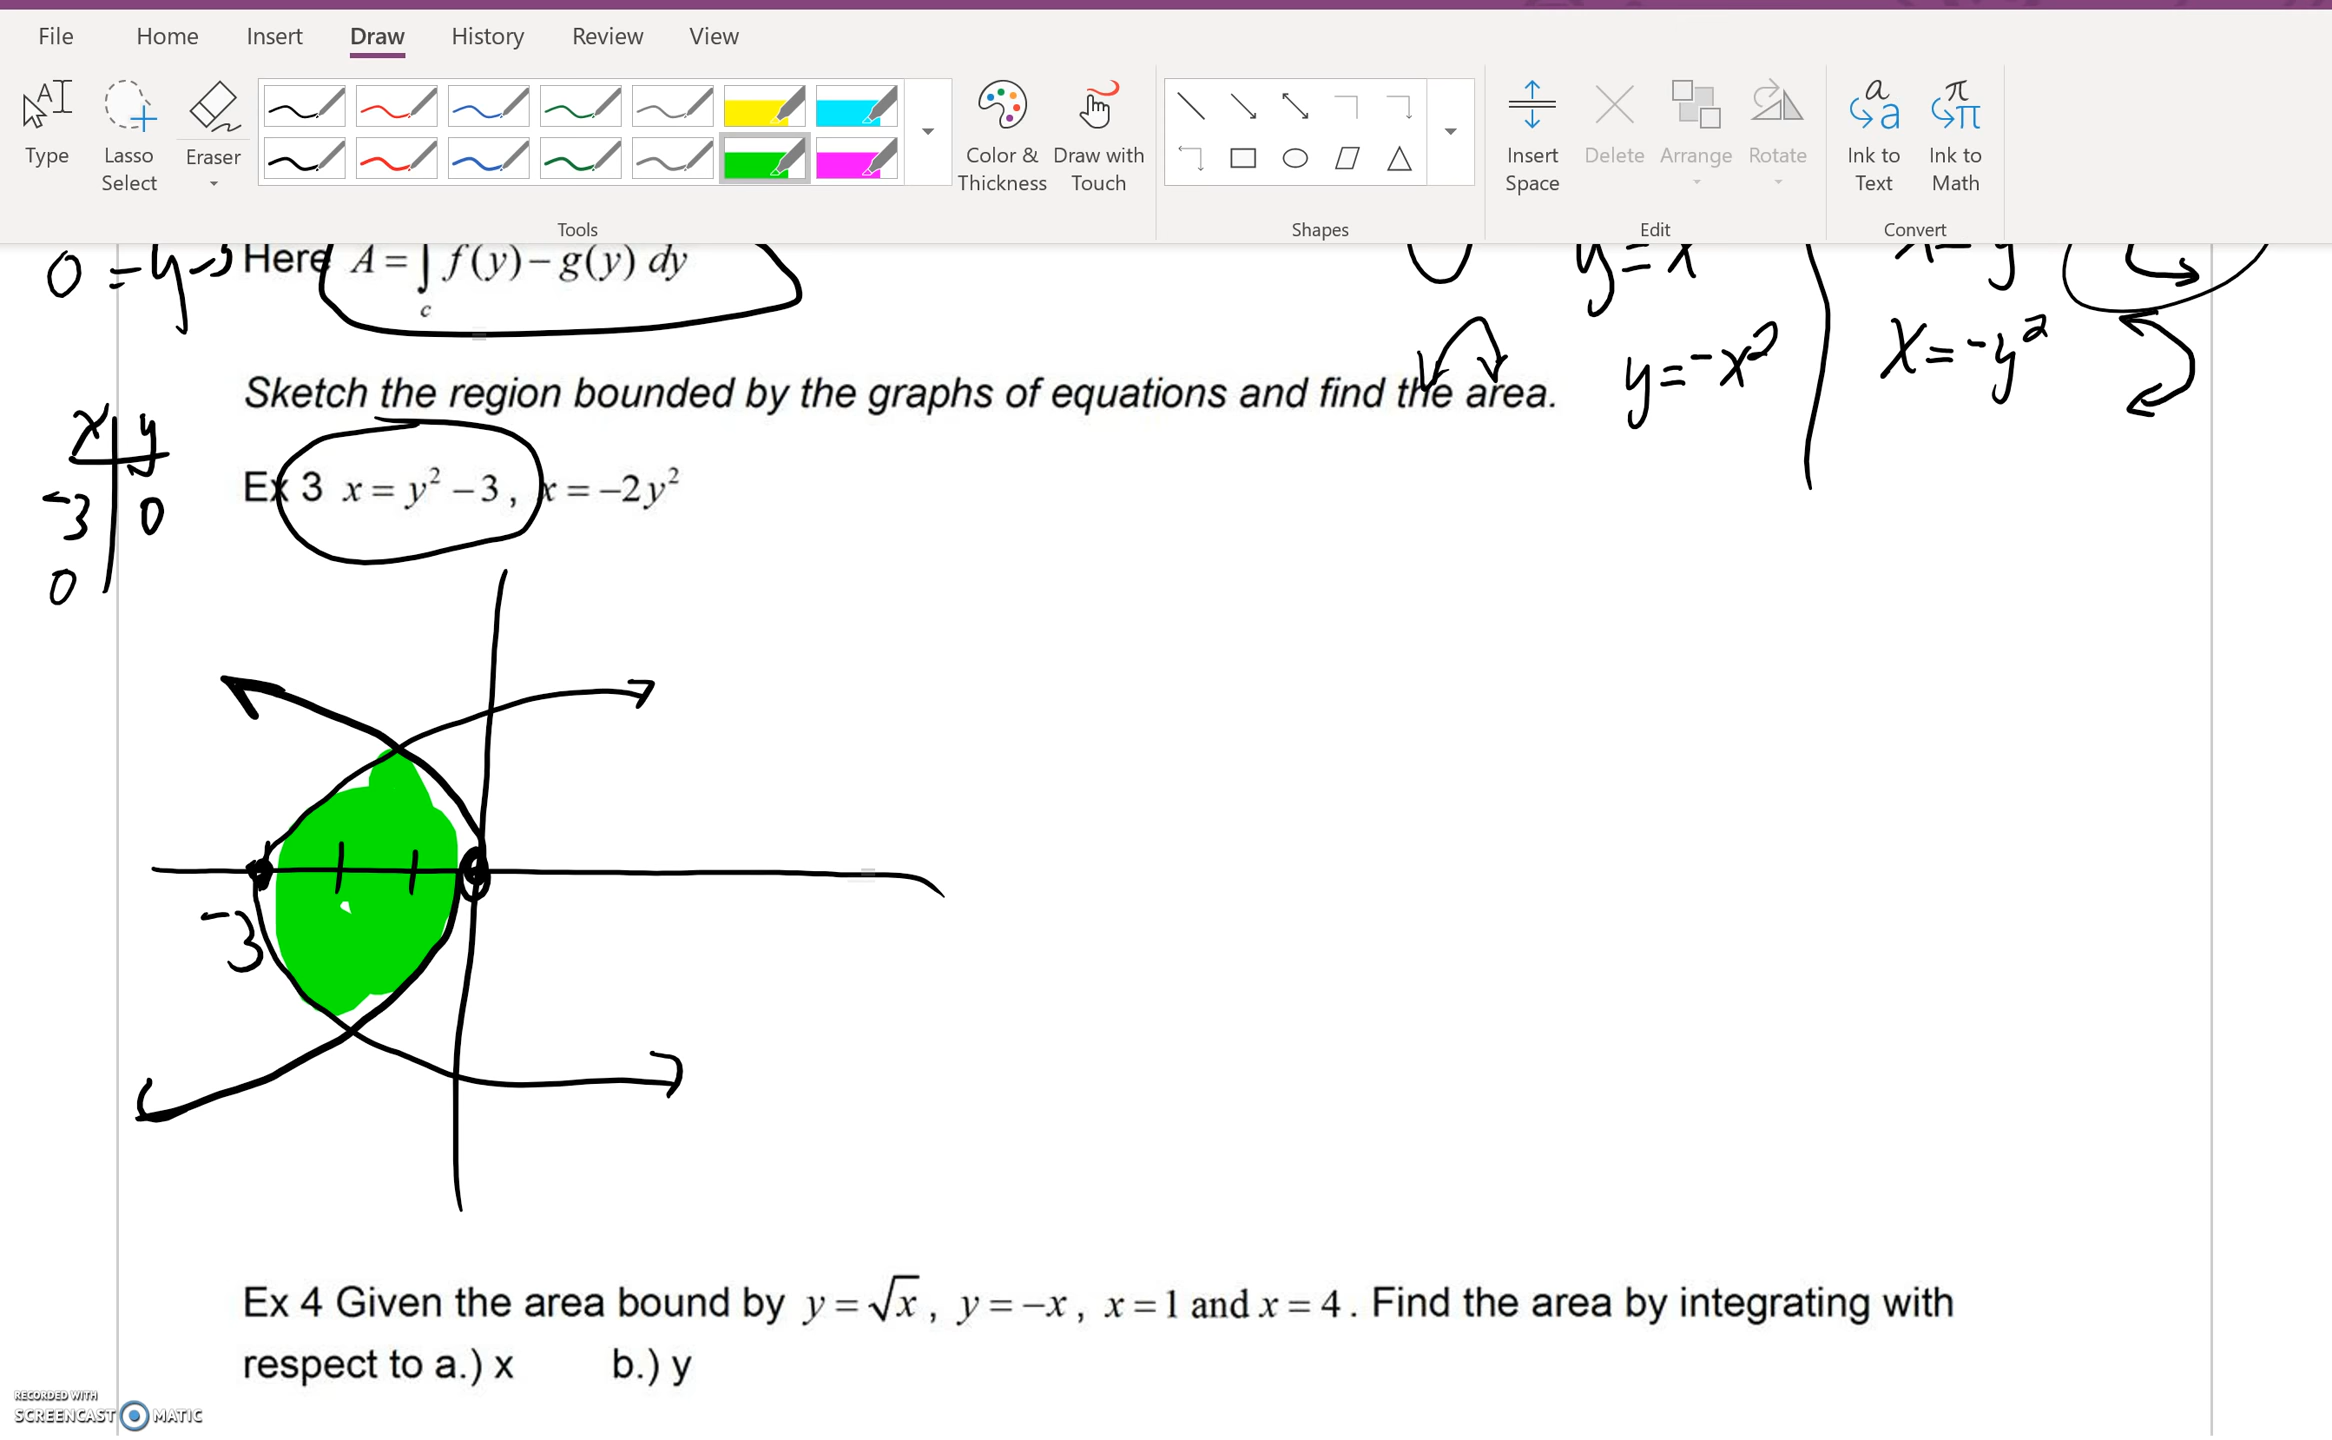 File Home Insert Draw History Review View
Type Lasso Select Eraser Color & Thickness Draw with Touch Insert Space Delete Arrange Rotate Ink to Text Ink to Math
Tools Shapes Edit Convert
0 = y
Here A = ∫ f(y) – g(y) dy
c
y = x
x = y
y = -x²
x = -y²
Sketch the region bounded by the graphs of equations and find the area.
x y
-3 0
0
Ex 3 x = y² – 3 , x = –2y²
-3
Ex 4 Given the area bound by y = √x , y = –x , x = 1 and x = 4 . Find the area by integrating with
respect to a.) x b.) y
RECORDED WITH
SCREENCAST MATIC